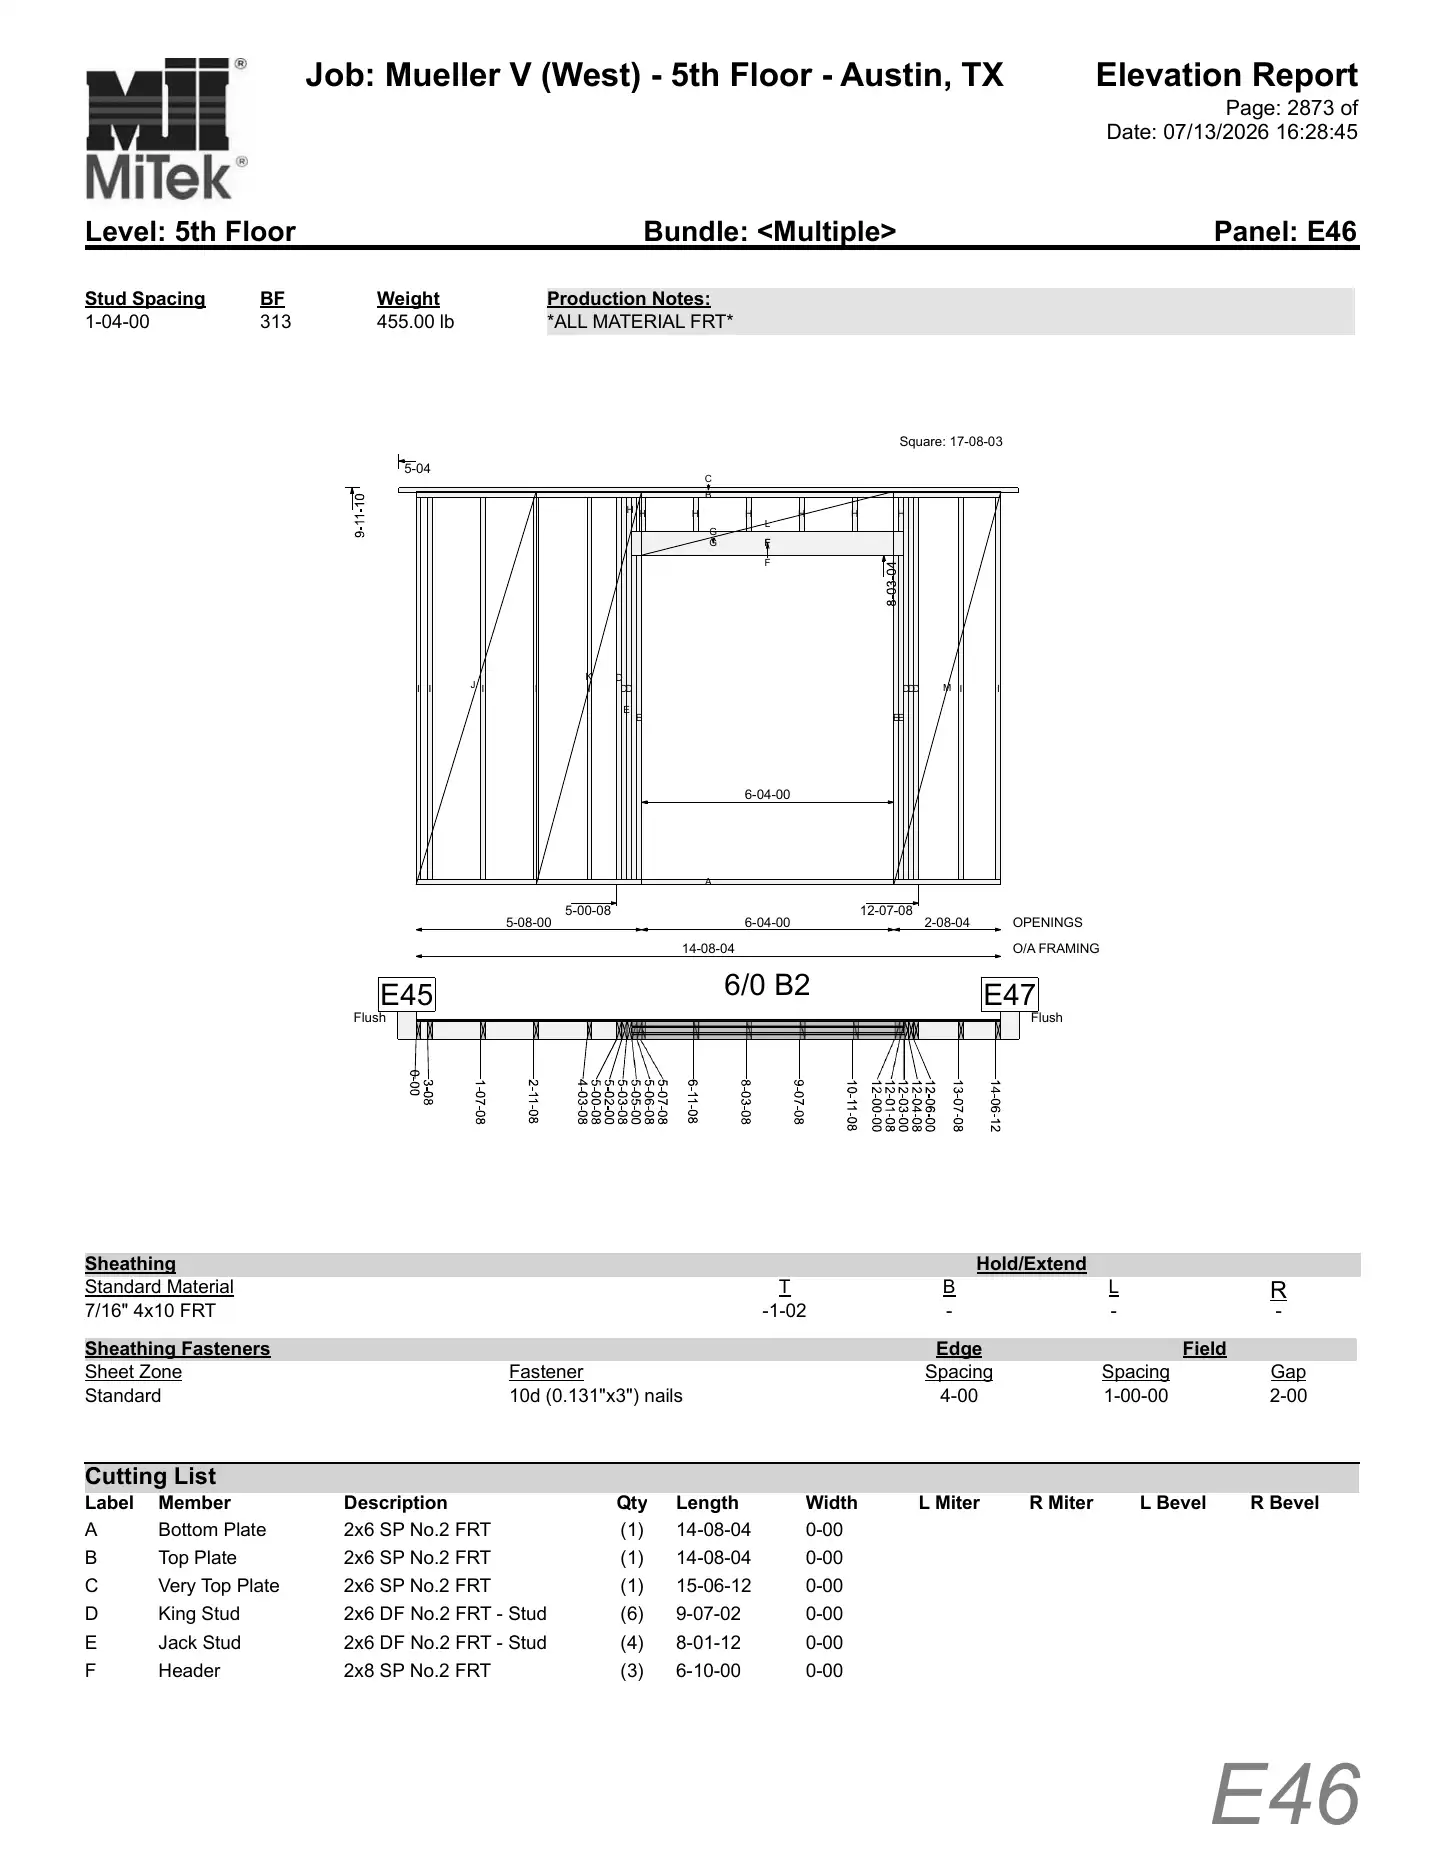 Job: Mueller V (West) - 5th Floor - Austin, TX
Elevation Report
Page: 2873 of
Date: 07/13/2026 16:28:45
MiTek®
Level: 5th Floor Bundle: <Multiple> Panel: E46
Stud Spacing BF Weight Production Notes:
1-04-00 313 455.00 lb *ALL MATERIAL FRT*
Square: 17-08-03
5-04
9-11-10
C
B
H H H H H H H
L
G
G
E
F
8-03-04
I I J I I K I D D D D D D M I I
E E E E
6-04-00
A
5-00-08 12-07-08
5-08-00 6-04-00 2-08-04 OPENINGS
14-08-04 O/A FRAMING
E45 6/0 B2 E47
Flush Flush
0-00 3-08 1-07-08 2-11-08 4-03-08 5-00-08 5-02-00 5-03-08 5-05-00 5-06-08 5-07-08 6-11-08 8-03-08 9-07-08 10-11-08 12-00-00 12-01-08 12-03-00 12-04-08 12-06-00 13-07-08 14-06-12
Sheathing Hold/Extend
Standard Material T B L R
7/16" 4x10 FRT -1-02 - - -
Sheathing Fasteners Edge Field
Sheet Zone Fastener Spacing Spacing Gap
Standard 10d (0.131"x3") nails 4-00 1-00-00 2-00
Cutting List
Label Member Description Qty Length Width L Miter R Miter L Bevel R Bevel
A Bottom Plate 2x6 SP No.2 FRT (1) 14-08-04 0-00
B Top Plate 2x6 SP No.2 FRT (1) 14-08-04 0-00
C Very Top Plate 2x6 SP No.2 FRT (1) 15-06-12 0-00
D King Stud 2x6 DF No.2 FRT - Stud (6) 9-07-02 0-00
E Jack Stud 2x6 DF No.2 FRT - Stud (4) 8-01-12 0-00
F Header 2x8 SP No.2 FRT (3) 6-10-00 0-00
E46